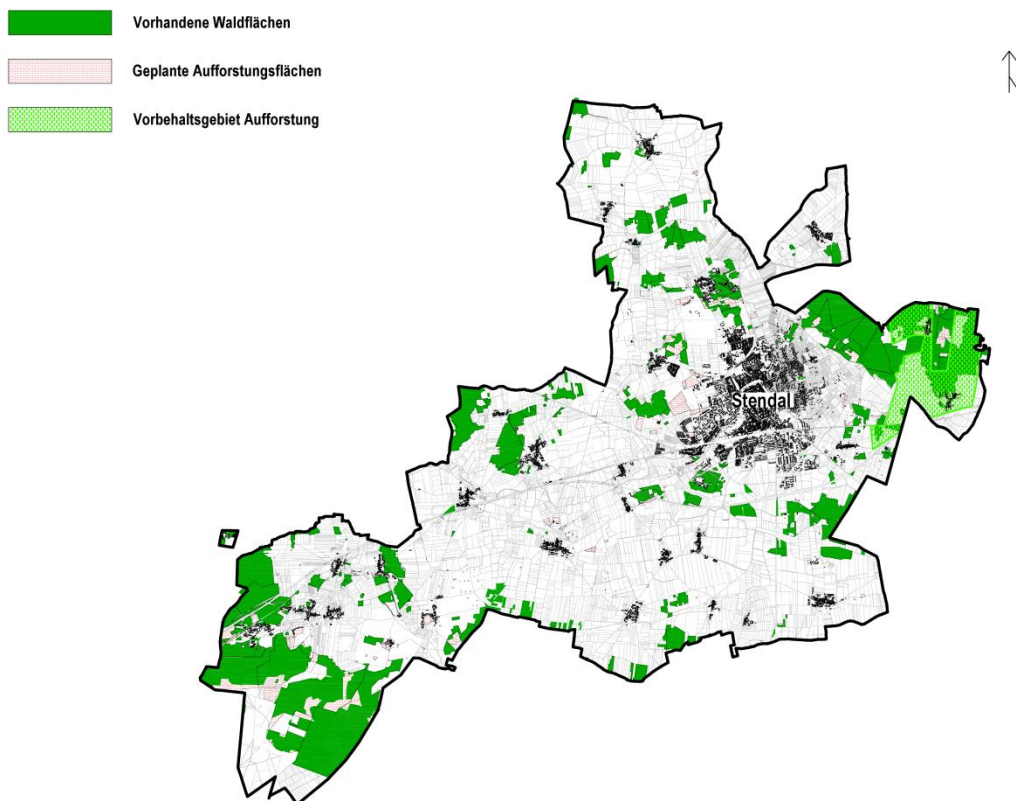 Vorhandene Waldflächen
Geplante Aufforstungsflächen
Vorbehaltsgebiet Aufforstung
Stendal